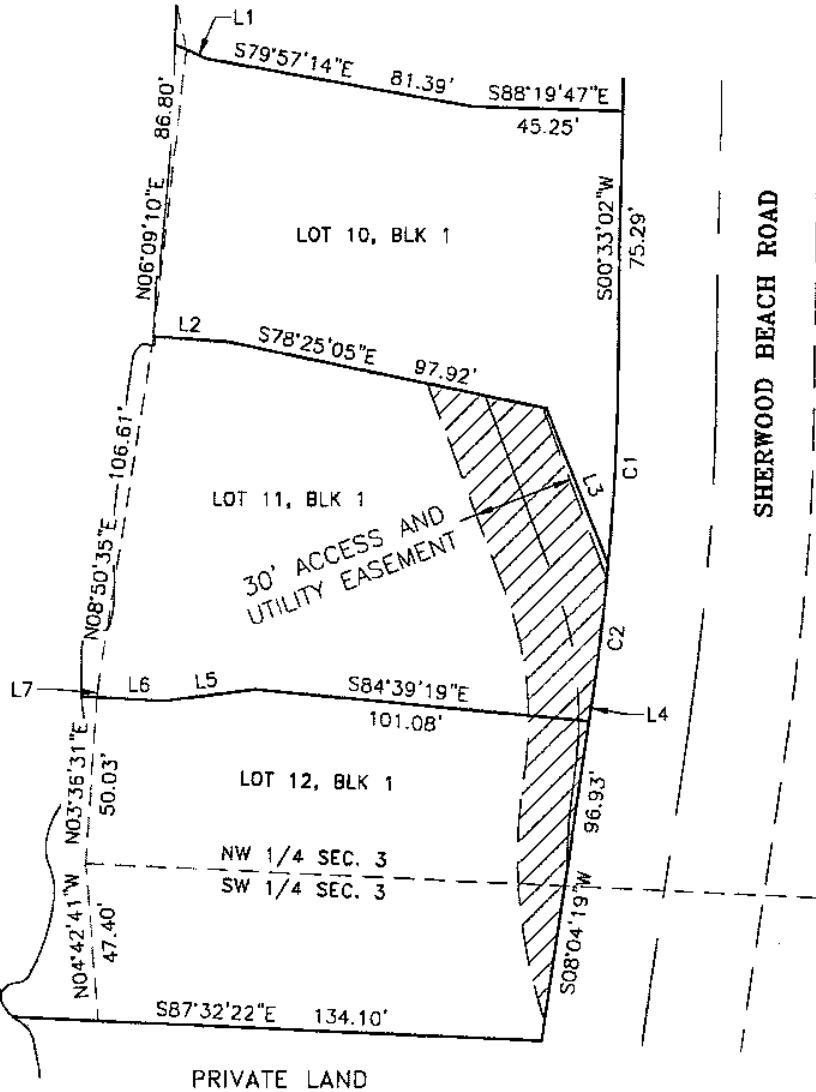 L1
S79°57'14"E 81.39'
S88°19'47"E
45.25'
N06°09'10"E 86.80'
LOT 10, BLK 1
S00°33'02"W
75.29'
SHERWOOD BEACH ROAD
L2
S78°25'05"E 97.92'
N08°50'35"E 106.61'
LOT 11, BLK 1
L3
C1
30' ACCESS AND
UTILITY EASEMENT
C2
L7
L6
L5
S84°39'19"E
101.08'
L4
N03°36'31"E
50.03'
LOT 12, BLK 1
96.93'
NW 1/4 SEC. 3
SW 1/4 SEC. 3
N04°42'41"W
47.40'
S08°04'19"W
S87°32'22"E 134.10'
PRIVATE LAND